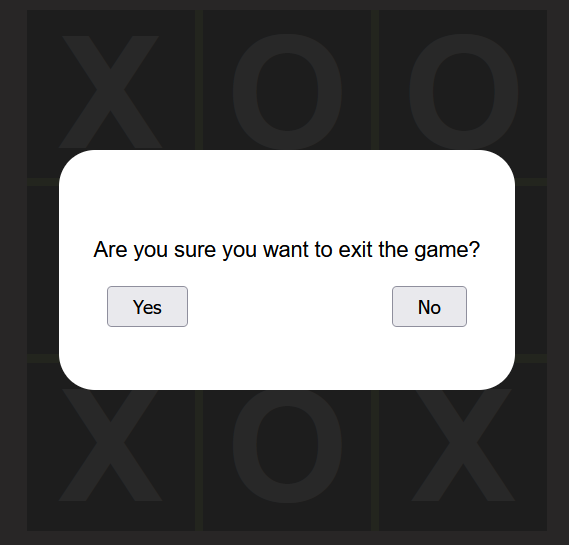 X O O
Are you sure you want to exit the game?
Yes No
X O X